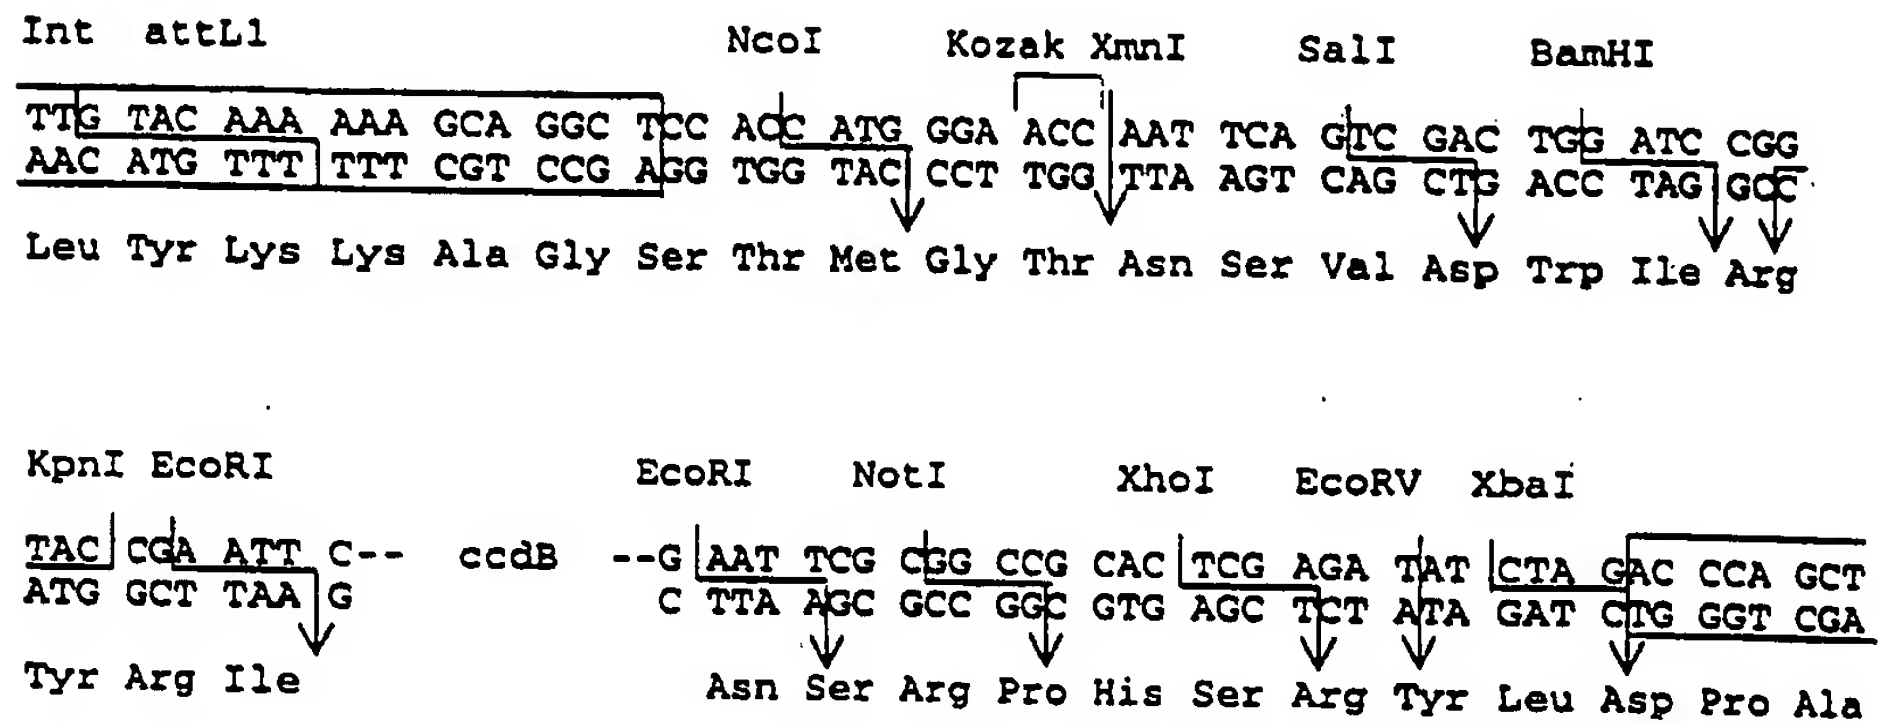 Int attL1 NcoI Kozak XmnI SalI BamHI
TTG TAC AAA AAA GCA GGC TCC ACC ATG GGA ACC AAT TCA GTC GAC TGG ATC CGG
AAC ATG TTT TTT CGT CCG AGG TGG TAC CCT TGG TTA AGT CAG CTG ACC TAG GCC
Leu Tyr Lys Lys Ala Gly Ser Thr Met Gly Thr Asn Ser Val Asp Trp Ile Arg
KpnI EcoRI EcoRI NotI XhoI EcoRV XbaI
TAC CGA ATT C-- ccdB --G AAT TCG CGG CCG CAC TCG AGA TAT CTA GAC CCA GCT
ATG GCT TAA G C TTA AGC GCC GGC GTG AGC TCT ATA GAT CTG GGT CGA
Tyr Arg Ile Asn Ser Arg Pro His Ser Arg Tyr Leu Asp Pro Ala